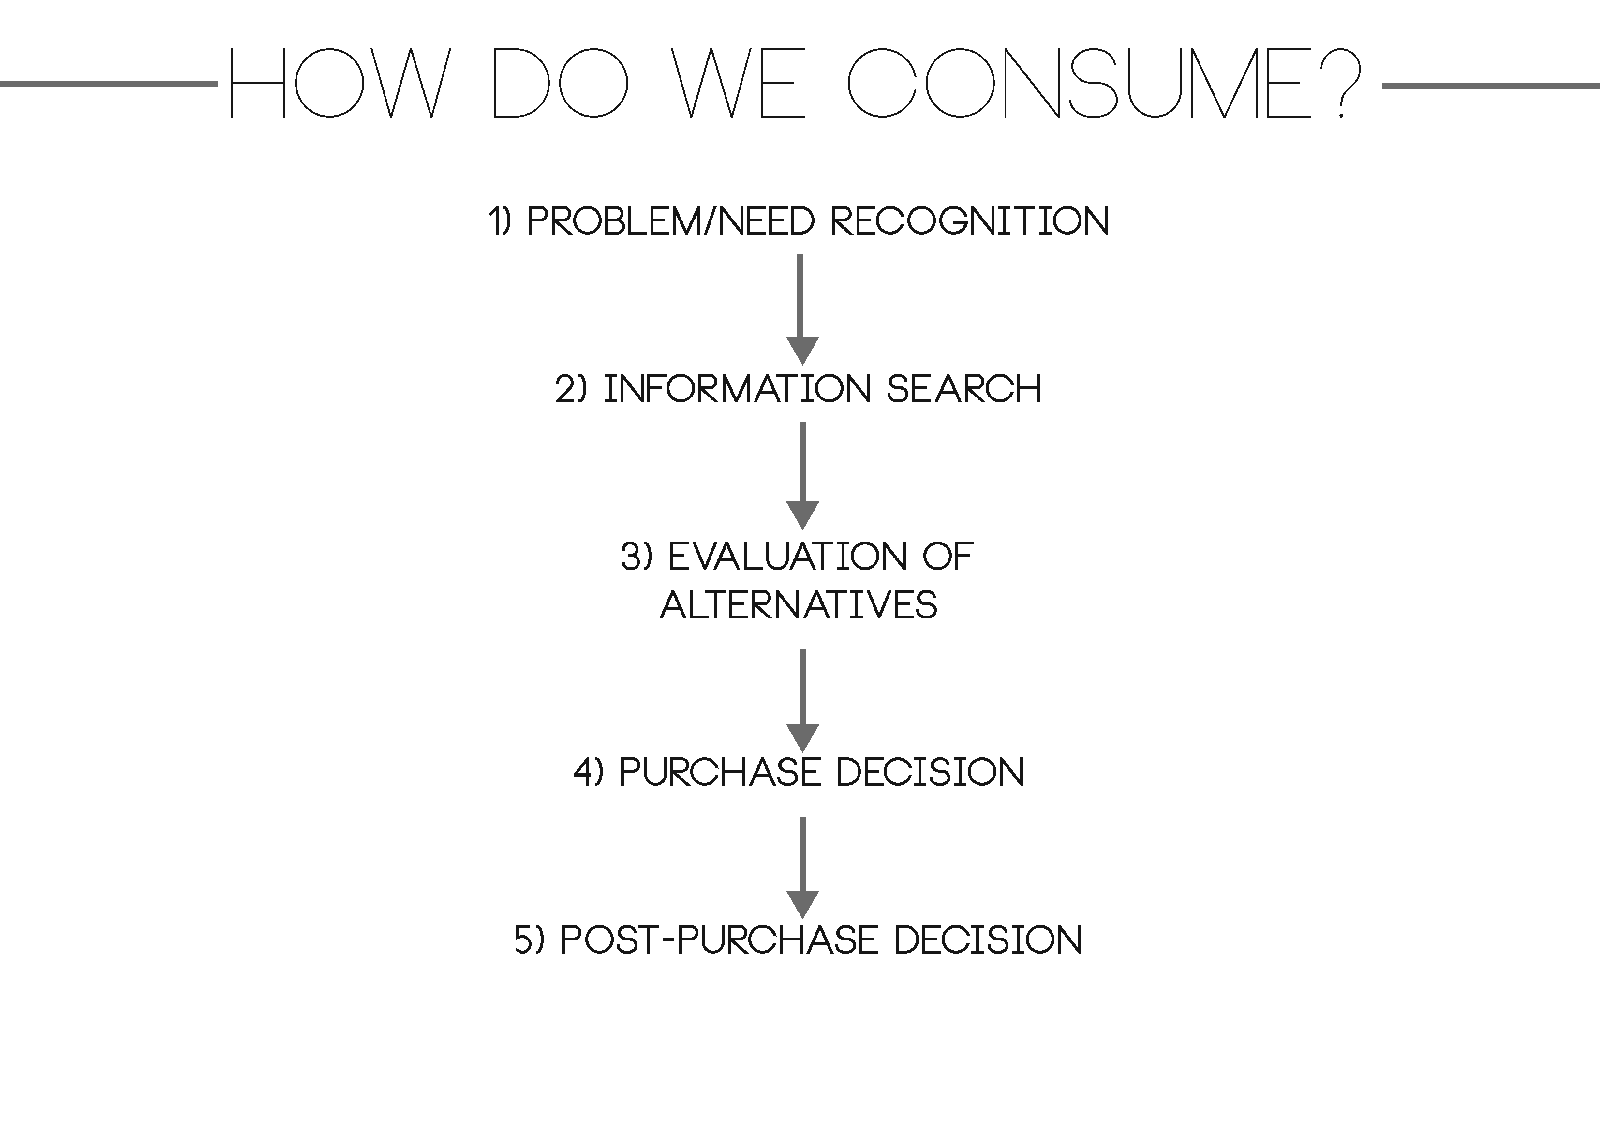 HOW DO WE CONSUME?
1) PROBLEM/NEED RECOGNITION
2) INFORMATION SEARCH
3) EVALUATION OF
ALTERNATIVES
4) PURCHASE DECISION
5) POST-PURCHASE DECISION